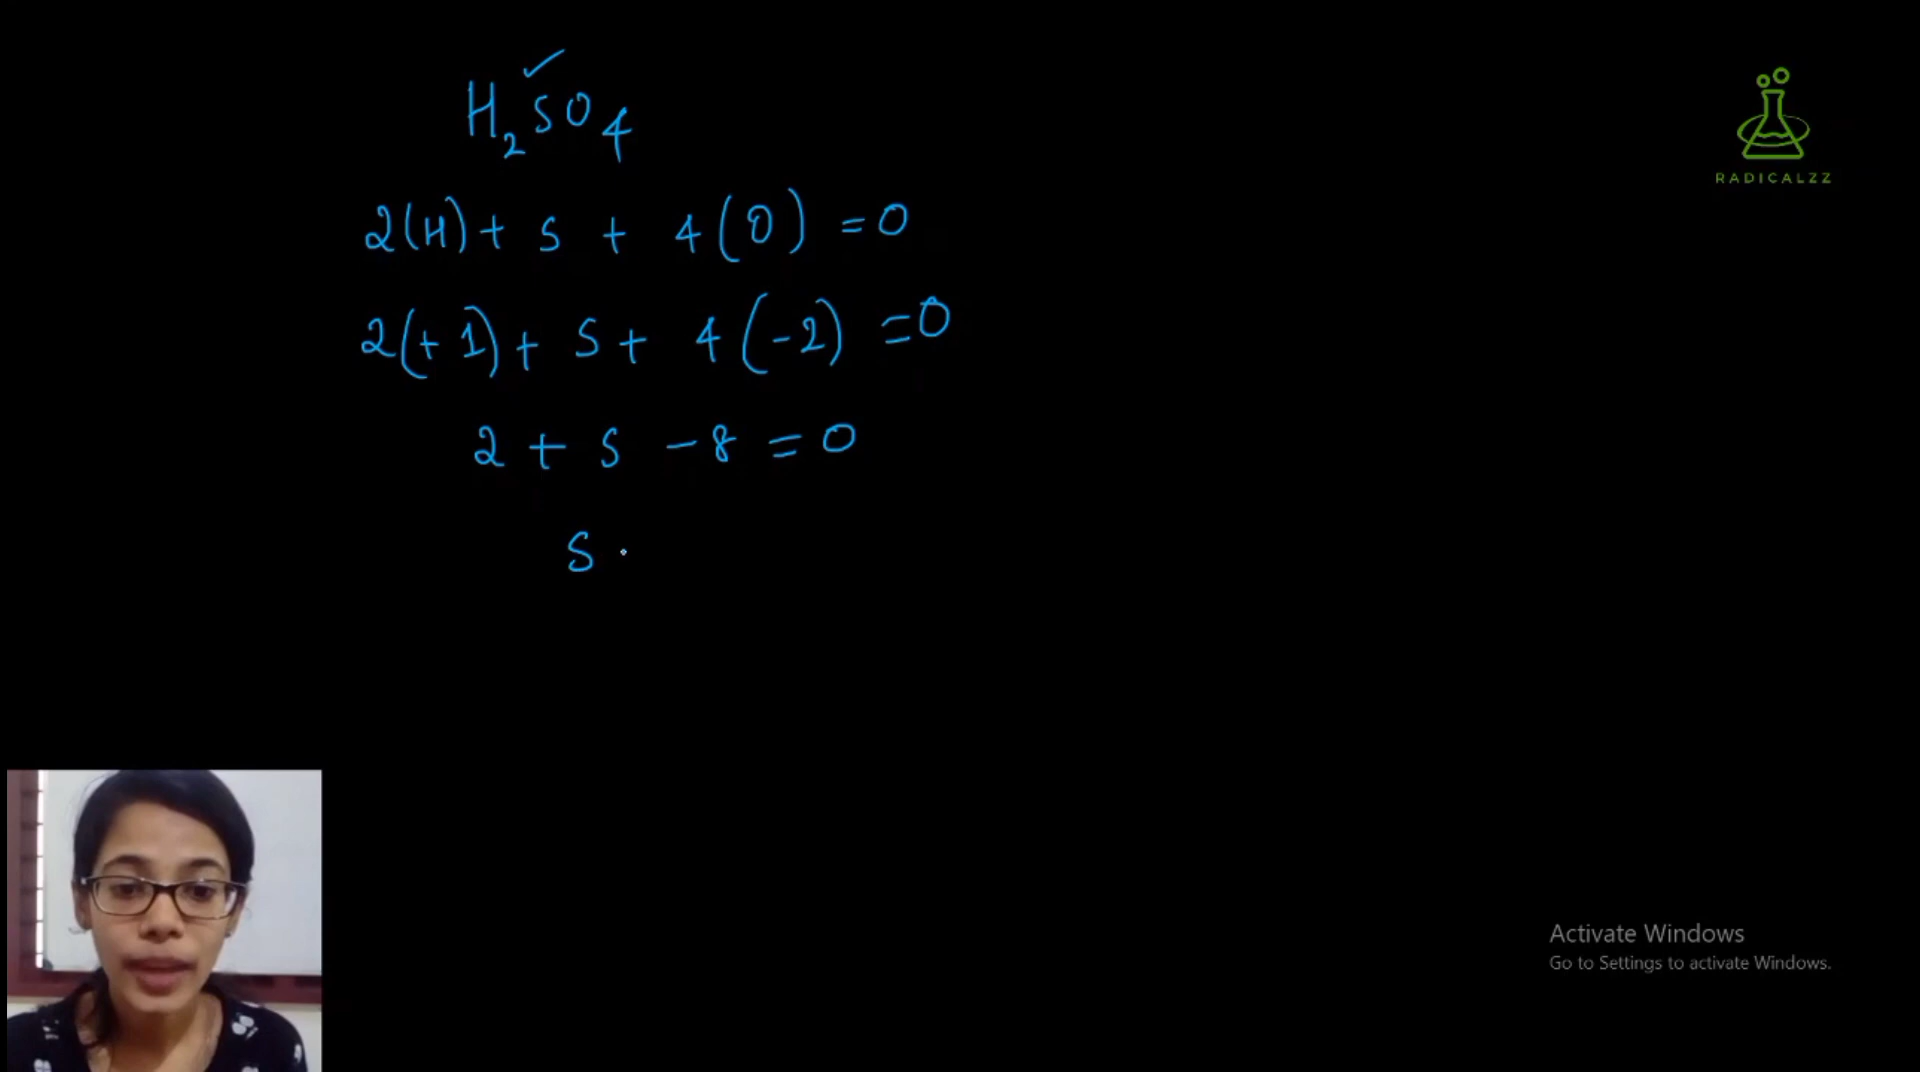 H₂SO₄
2(H) + S + 4(O) = 0
2(+1) + S + 4(-2) = 0
2 + S - 8 = 0
S
RADICALZZ
Activate Windows
Go to Settings to activate Windows.